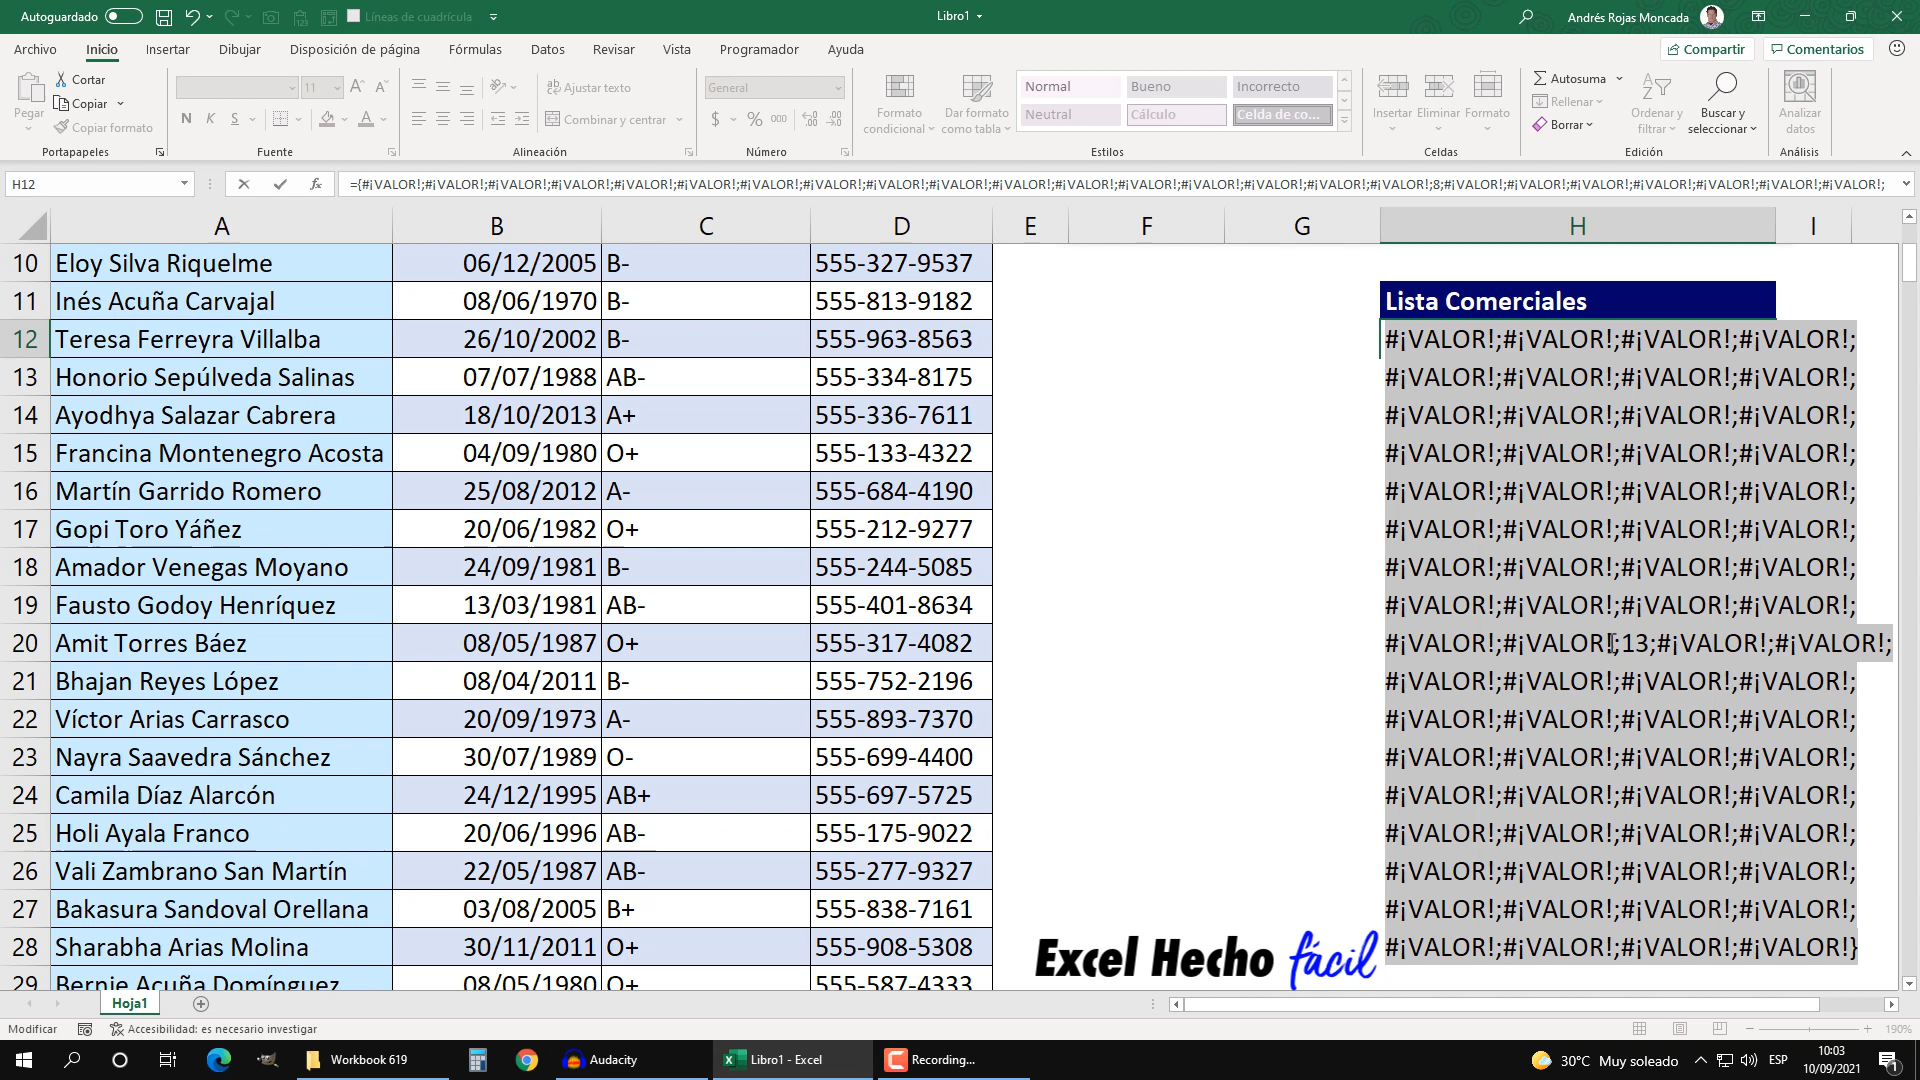 Autoguardado
Líneas de cuadrícula
Libro1
Andrés Rojas Moncada
Archivo Inicio Insertar Dibujar Disposición de página Fórmulas Datos Revisar Vista Programador Ayuda
Compartir Comentarios
Pegar
Cortar
Copiar
Copiar formato
Portapapeles
11
N K S
Fuente
Ajustar texto
Combinar y centrar
Alineación
General
$ % 000
Número
Formato condicional
Dar formato como tabla
Normal Bueno Incorrecto
Neutral Cálculo Celda de co...
Estilos
Insertar Eliminar Formato
Celdas
Autosuma
Rellenar
Borrar
Ordenar y filtrar
Buscar y seleccionar
Edición
Analizar datos
Análisis
H12
={#¡VALOR!;#¡VALOR!;#¡VALOR!;#¡VALOR!;#¡VALOR!;#¡VALOR!;#¡VALOR!;#¡VALOR!;#¡VALOR!;#¡VALOR!;#¡VALOR!;#¡VALOR!;#¡VALOR!;#¡VALOR!;#¡VALOR!;#¡VALOR!;#¡VALOR!;8;#¡VALOR!;#¡VALOR!;#¡VALOR!;#¡VALOR!;#¡VALOR!;#¡VALOR!;#¡VALOR!;
A B C D E F G H I
10 Eloy Silva Riquelme 06/12/2005 B- 555-327-9537
11 Inés Acuña Carvajal 08/06/1970 B- 555-813-9182 Lista Comerciales
12 Teresa Ferreyra Villalba 26/10/2002 B- 555-963-8563 #¡VALOR!;#¡VALOR!;#¡VALOR!;#¡VALOR!;
13 Honorio Sepúlveda Salinas 07/07/1988 AB- 555-334-8175 #¡VALOR!;#¡VALOR!;#¡VALOR!;#¡VALOR!;
14 Ayodhya Salazar Cabrera 18/10/2013 A+ 555-336-7611 #¡VALOR!;#¡VALOR!;#¡VALOR!;#¡VALOR!;
15 Francina Montenegro Acosta 04/09/1980 O+ 555-133-4322 #¡VALOR!;#¡VALOR!;#¡VALOR!;#¡VALOR!;
16 Martín Garrido Romero 25/08/2012 A- 555-684-4190 #¡VALOR!;#¡VALOR!;#¡VALOR!;#¡VALOR!;
17 Gopi Toro Yáñez 20/06/1982 O+ 555-212-9277 #¡VALOR!;#¡VALOR!;#¡VALOR!;#¡VALOR!;
18 Amador Venegas Moyano 24/09/1981 B- 555-244-5085 #¡VALOR!;#¡VALOR!;#¡VALOR!;#¡VALOR!;
19 Fausto Godoy Henríquez 13/03/1981 AB- 555-401-8634 #¡VALOR!;#¡VALOR!;#¡VALOR!;#¡VALOR!;
20 Amit Torres Báez 08/05/1987 O+ 555-317-4082 #¡VALOR!;#¡VALOR!;13;#¡VALOR!;#¡VALOR!;
21 Bhajan Reyes López 08/04/2011 B- 555-752-2196 #¡VALOR!;#¡VALOR!;#¡VALOR!;#¡VALOR!;
22 Víctor Arias Carrasco 20/09/1973 A- 555-893-7370 #¡VALOR!;#¡VALOR!;#¡VALOR!;#¡VALOR!;
23 Nayra Saavedra Sánchez 30/07/1989 O- 555-699-4400 #¡VALOR!;#¡VALOR!;#¡VALOR!;#¡VALOR!;
24 Camila Díaz Alarcón 24/12/1995 AB+ 555-697-5725 #¡VALOR!;#¡VALOR!;#¡VALOR!;#¡VALOR!;
25 Holi Ayala Franco 20/06/1996 AB- 555-175-9022 #¡VALOR!;#¡VALOR!;#¡VALOR!;#¡VALOR!;
26 Vali Zambrano San Martín 22/05/1987 AB- 555-277-9327 #¡VALOR!;#¡VALOR!;#¡VALOR!;#¡VALOR!;
27 Bakasura Sandoval Orellana 03/08/2005 B+ 555-838-7161 #¡VALOR!;#¡VALOR!;#¡VALOR!;#¡VALOR!;
28 Sharabha Arias Molina 30/11/2011 O+ 555-908-5308 #¡VALOR!;#¡VALOR!;#¡VALOR!;#¡VALOR!}
29 Bernie Acuña Domínguez 08/05/1980 O+ 555-587-4333
Excel Hecho fácil
Hoja1
Modificar Accesibilidad: es necesario investigar 190%
Workbook 619 Audacity Libro1 - Excel Recording...
30°C Muy soleado ESP 10:03
10/09/2021
1